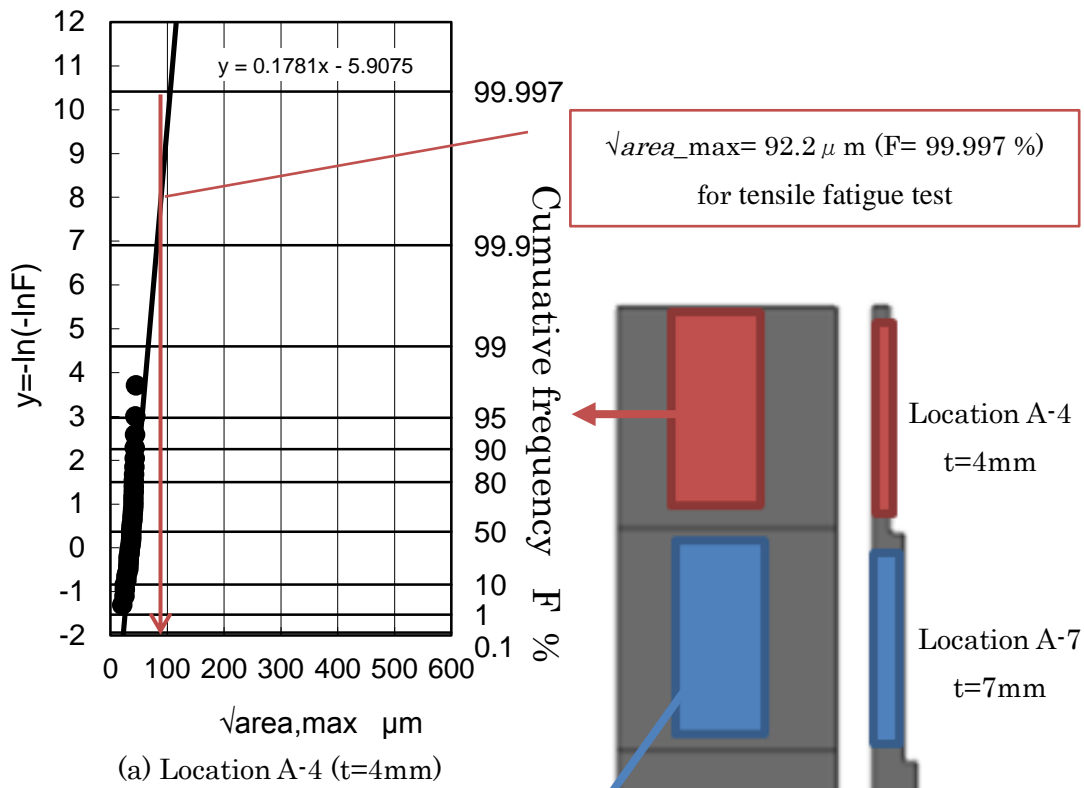 12
11
10
9
8
7
6
5
4
3
2
1
0
-1
-2
y=-ln(-lnF)
y = 0.1781x - 5.9075
99.997
99.9
99
95
90
80
50
10
1
0.1
Cumuative frequency F %
0 100 200 300 400 500 600
√area,max μm
(a) Location A-4 (t=4mm)
√area_max= 92.2 μm (F= 99.997 %)
for tensile fatigue test
Location A-4
t=4mm
Location A-7
t=7mm